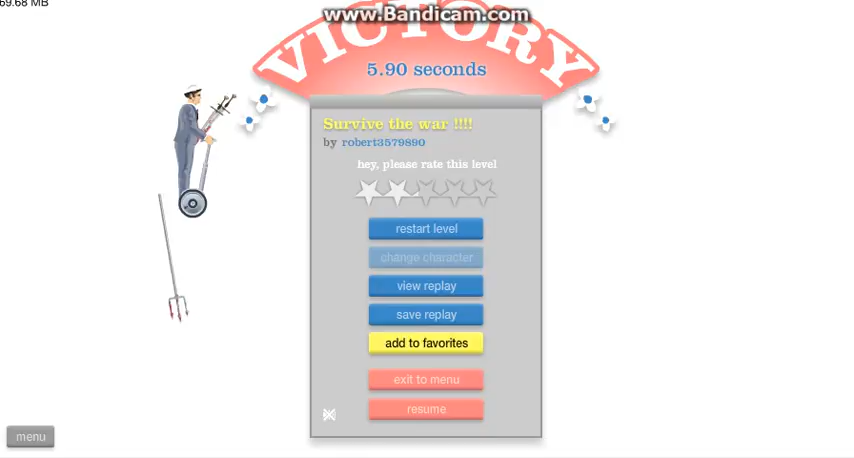 69.68 MB
www.Bandicam.com
VICTORY
5.90 seconds
Survive the war !!!!
by robert3579890
hey, please rate this level
restart level
change character
view replay
save replay
add to favorites
exit to menu
resume
menu